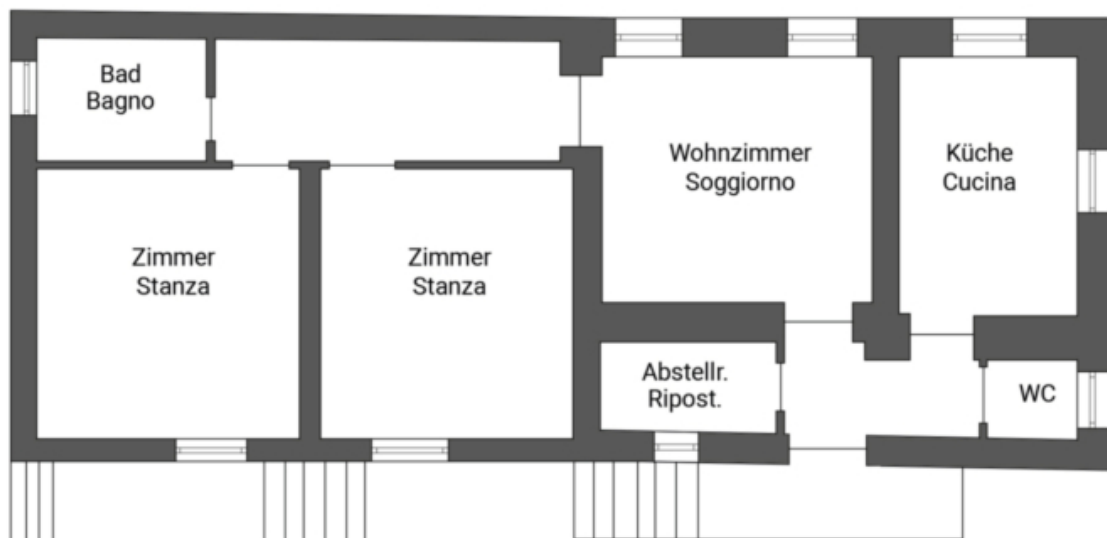 Bad
Bagno
Wohnzimmer
Soggiorno
Küche
Cucina
Zimmer
Stanza
Zimmer
Stanza
Abstellr.
Ripost.
WC